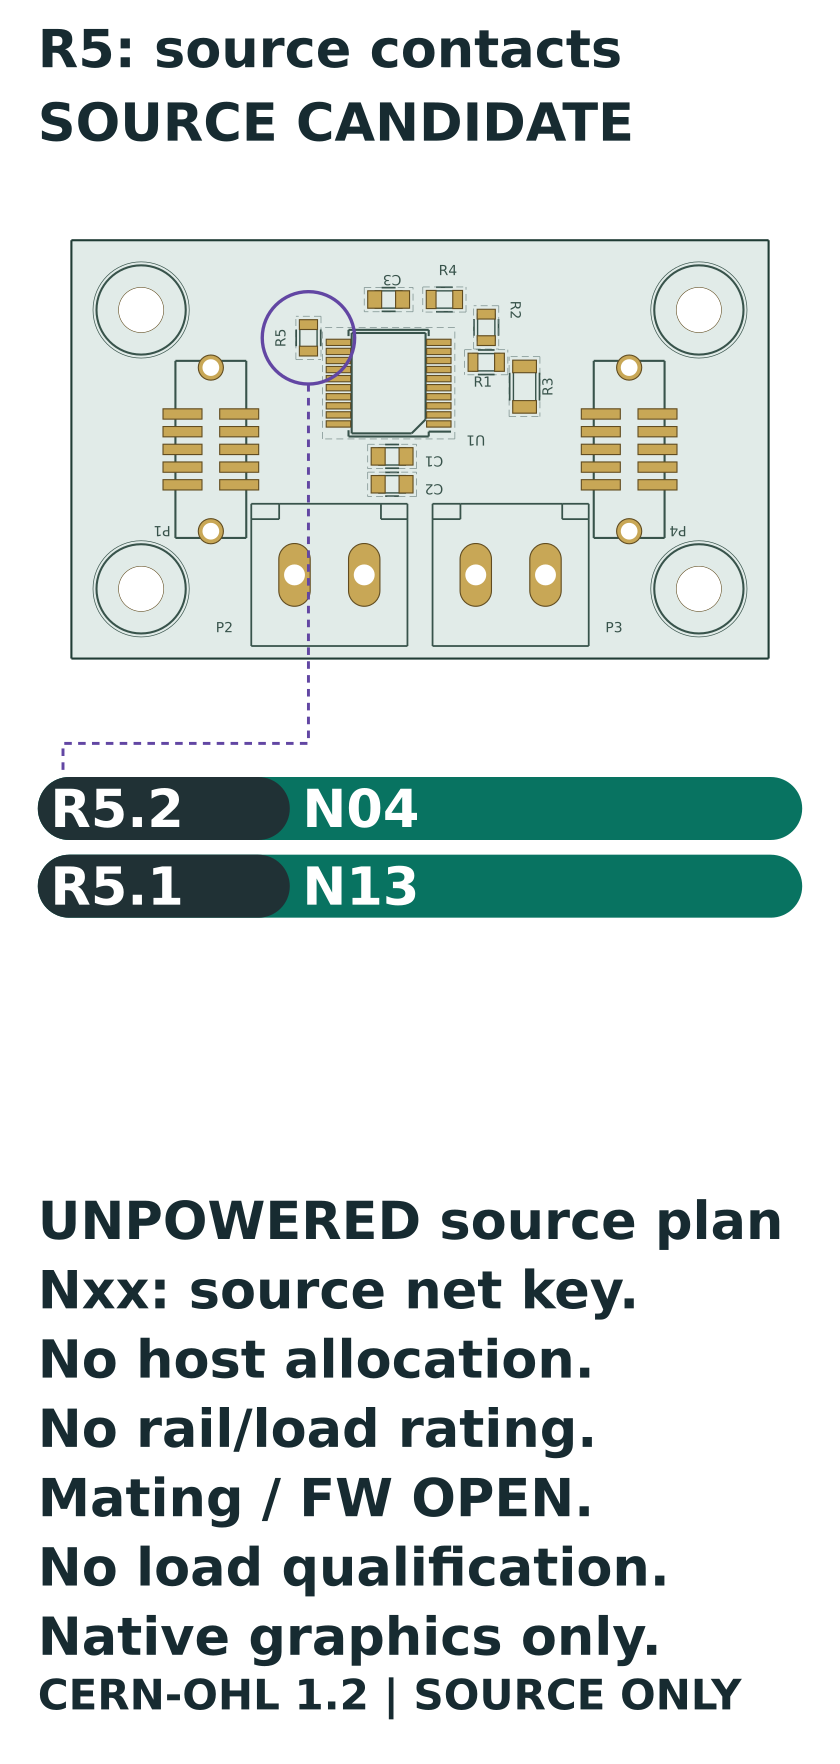 R5: source contacts
SOURCE CANDIDATE
C3
R4
R2
R5
R1
R3
U1
C1
C2
P1
P4
P2
P3
R5.2 N04
R5.1 N13
UNPOWERED source plan
Nxx: source net key.
No host allocation.
No rail/load rating.
Mating / FW OPEN.
No load qualification.
Native graphics only.
CERN-OHL 1.2 | SOURCE ONLY